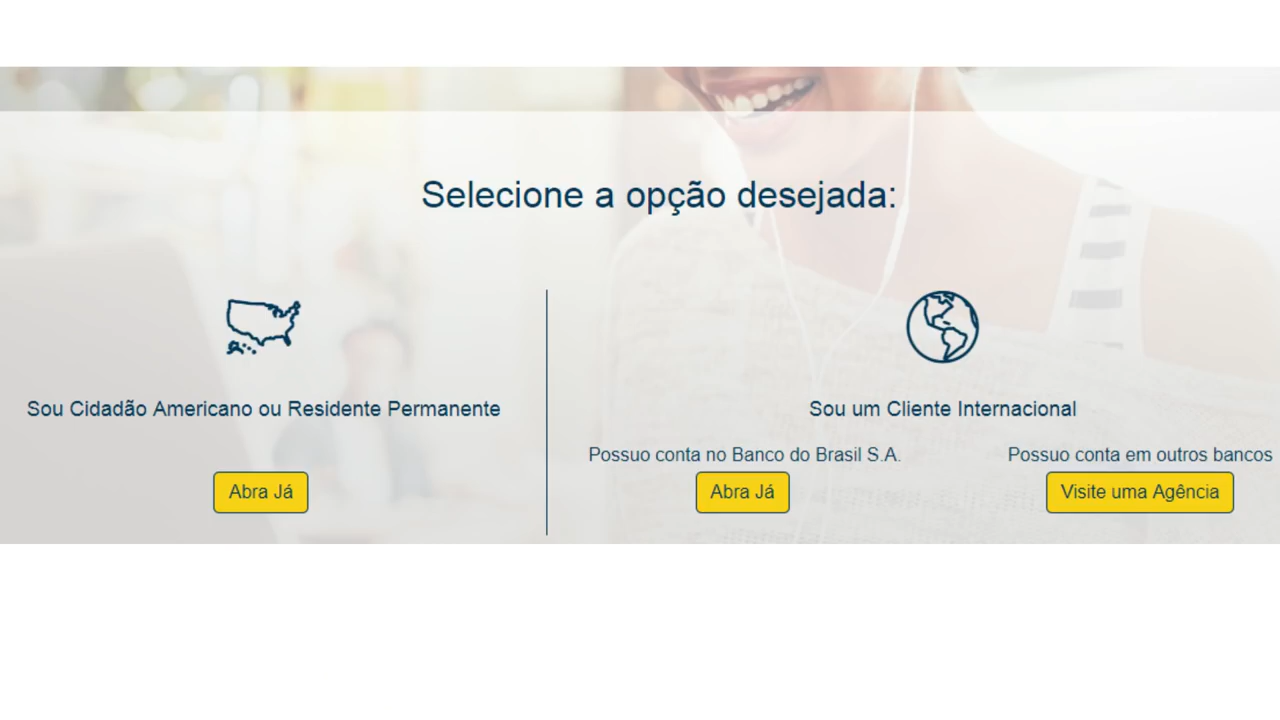 Selecione a opção desejada:
Sou Cidadão Americano ou Residente Permanente
Abra Já
Sou um Cliente Internacional
Possuo conta no Banco do Brasil S.A.
Abra Já
Possuo conta em outros bancos
Visite uma Agência